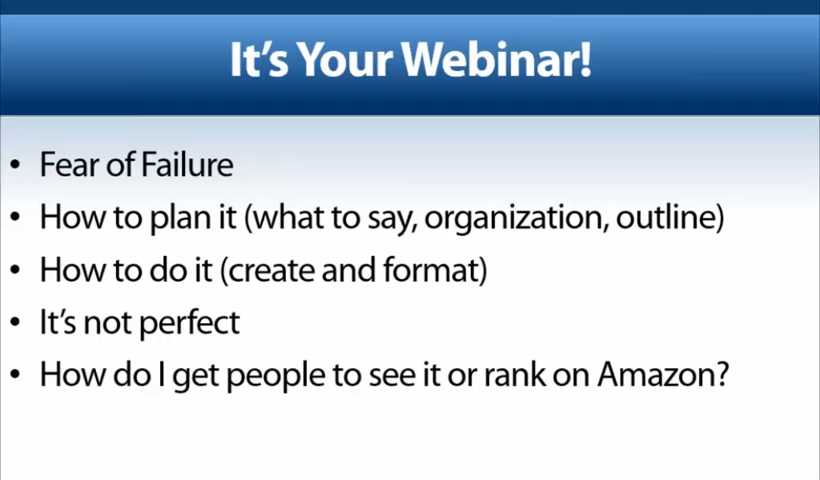 It’s Your Webinar!
• Fear of Failure
• How to plan it (what to say, organization, outline)
• How to do it (create and format)
• It’s not perfect
• How do I get people to see it or rank on Amazon?